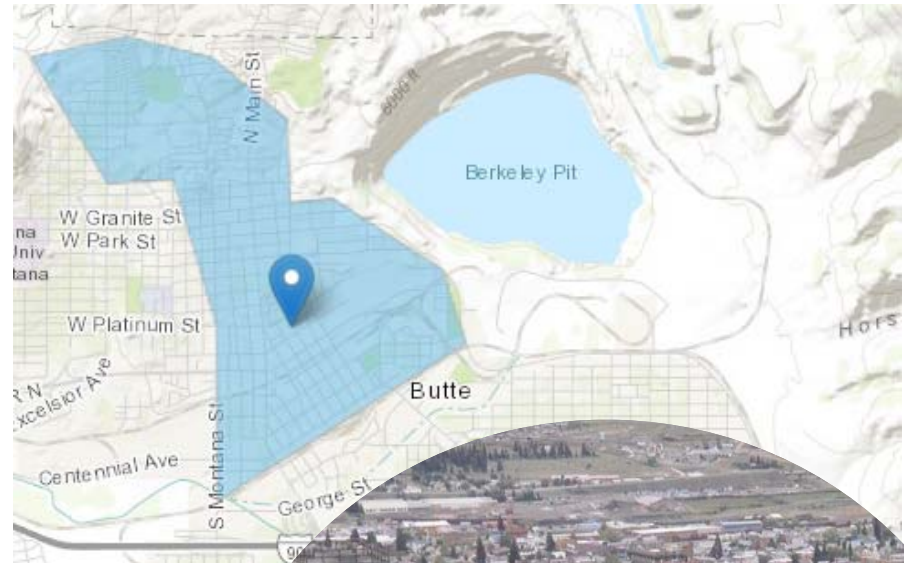 N Main St
6000 ft
Berkeley Pit
W Granite St
W Park St
na
Univ
tana
W Platinum St
Hors
R N
Excelsior Ave
Butte
S Montana St
Centennial Ave
George St
90